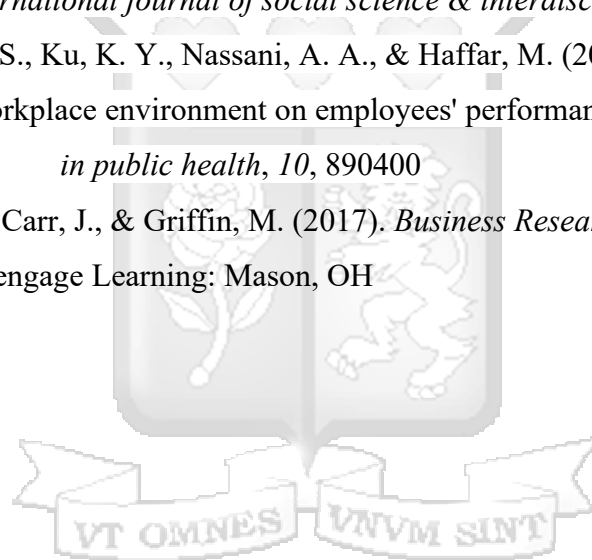 ernational journal of social science & interdisc
S., Ku, K. Y., Nassani, A. A., & Haffar, M. (20
orkplace environment on employees' performan
in public health, 10, 890400
Carr, J., & Griffin, M. (2017). Business Resea
engage Learning: Mason, OH
VT OMNES VNVM SINT